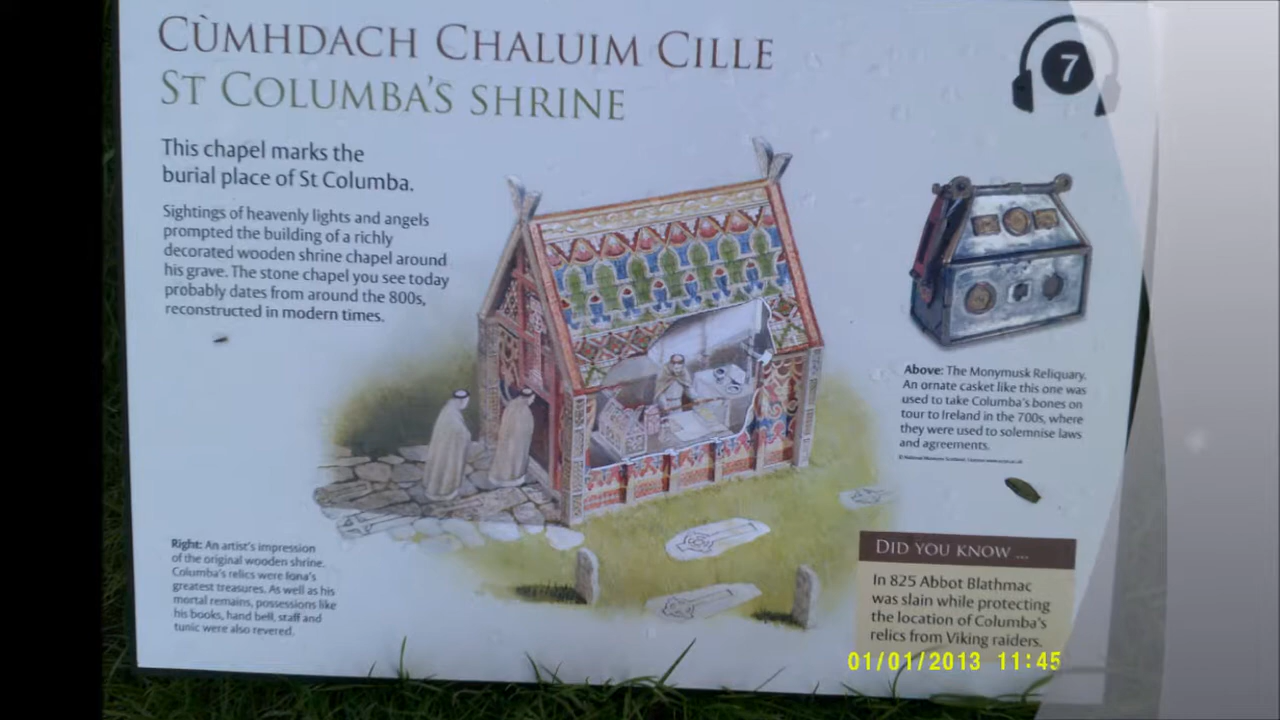 CÙMHDACH CHALUIM CILLE
ST COLUMBA'S SHRINE
7
This chapel marks the
burial place of St Columba.
Sightings of heavenly lights and angels
prompted the building of a richly
decorated wooden shrine chapel around
his grave. The stone chapel you see today
probably dates from around the 800s,
reconstructed in modern times.
Above: The Monymusk Reliquary.
An ornate casket like this one was
used to take Columba's bones on
tour to Ireland in the 700s, where
they were used to solemnise laws
and agreements.
Right: An artist's impression
of the original wooden shrine.
Columba's relics were Iona's
greatest treasures. As well as his
mortal remains, possessions like
his books, hand bell, staff and
tunic were also revered.
DID YOU KNOW ...
In 825 Abbot Blathmac
was slain while protecting
the location of Columba's
relics from Viking raiders.
01/01/2013 11:45